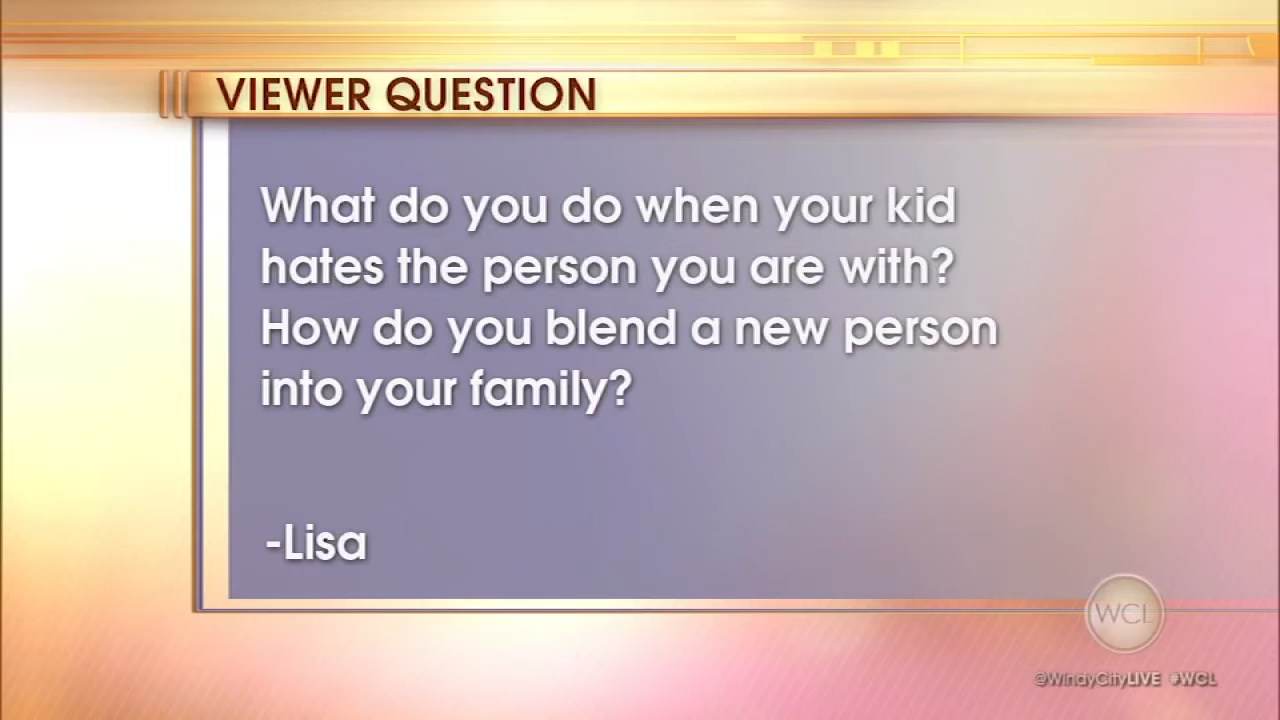 VIEWER QUESTION
What do you do when your kid
hates the person you are with?
How do you blend a new person
into your family?
-Lisa
WCL
@WindyCityLIVE #WCL